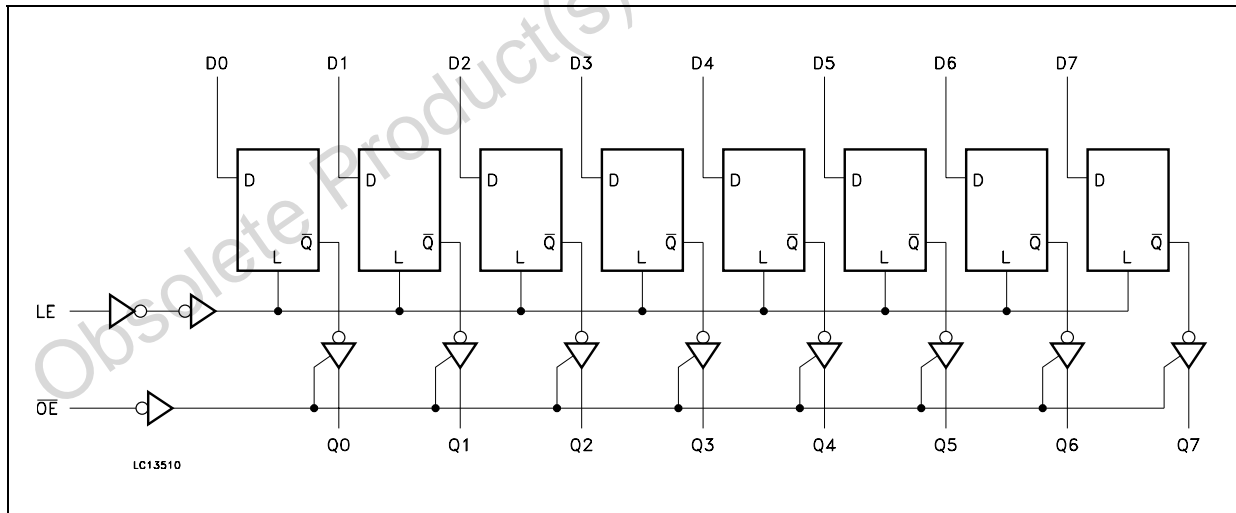 Obsolete Product(s)
D0 D1 D2 D3 D4 D5 D6 D7
D D D D D D D D
Q̅ Q̅ Q̅ Q̅ Q̅ Q̅ Q̅ Q̅
L L L L L L L L
LE
O̅E̅
Q0 Q1 Q2 Q3 Q4 Q5 Q6 Q7
LC13510